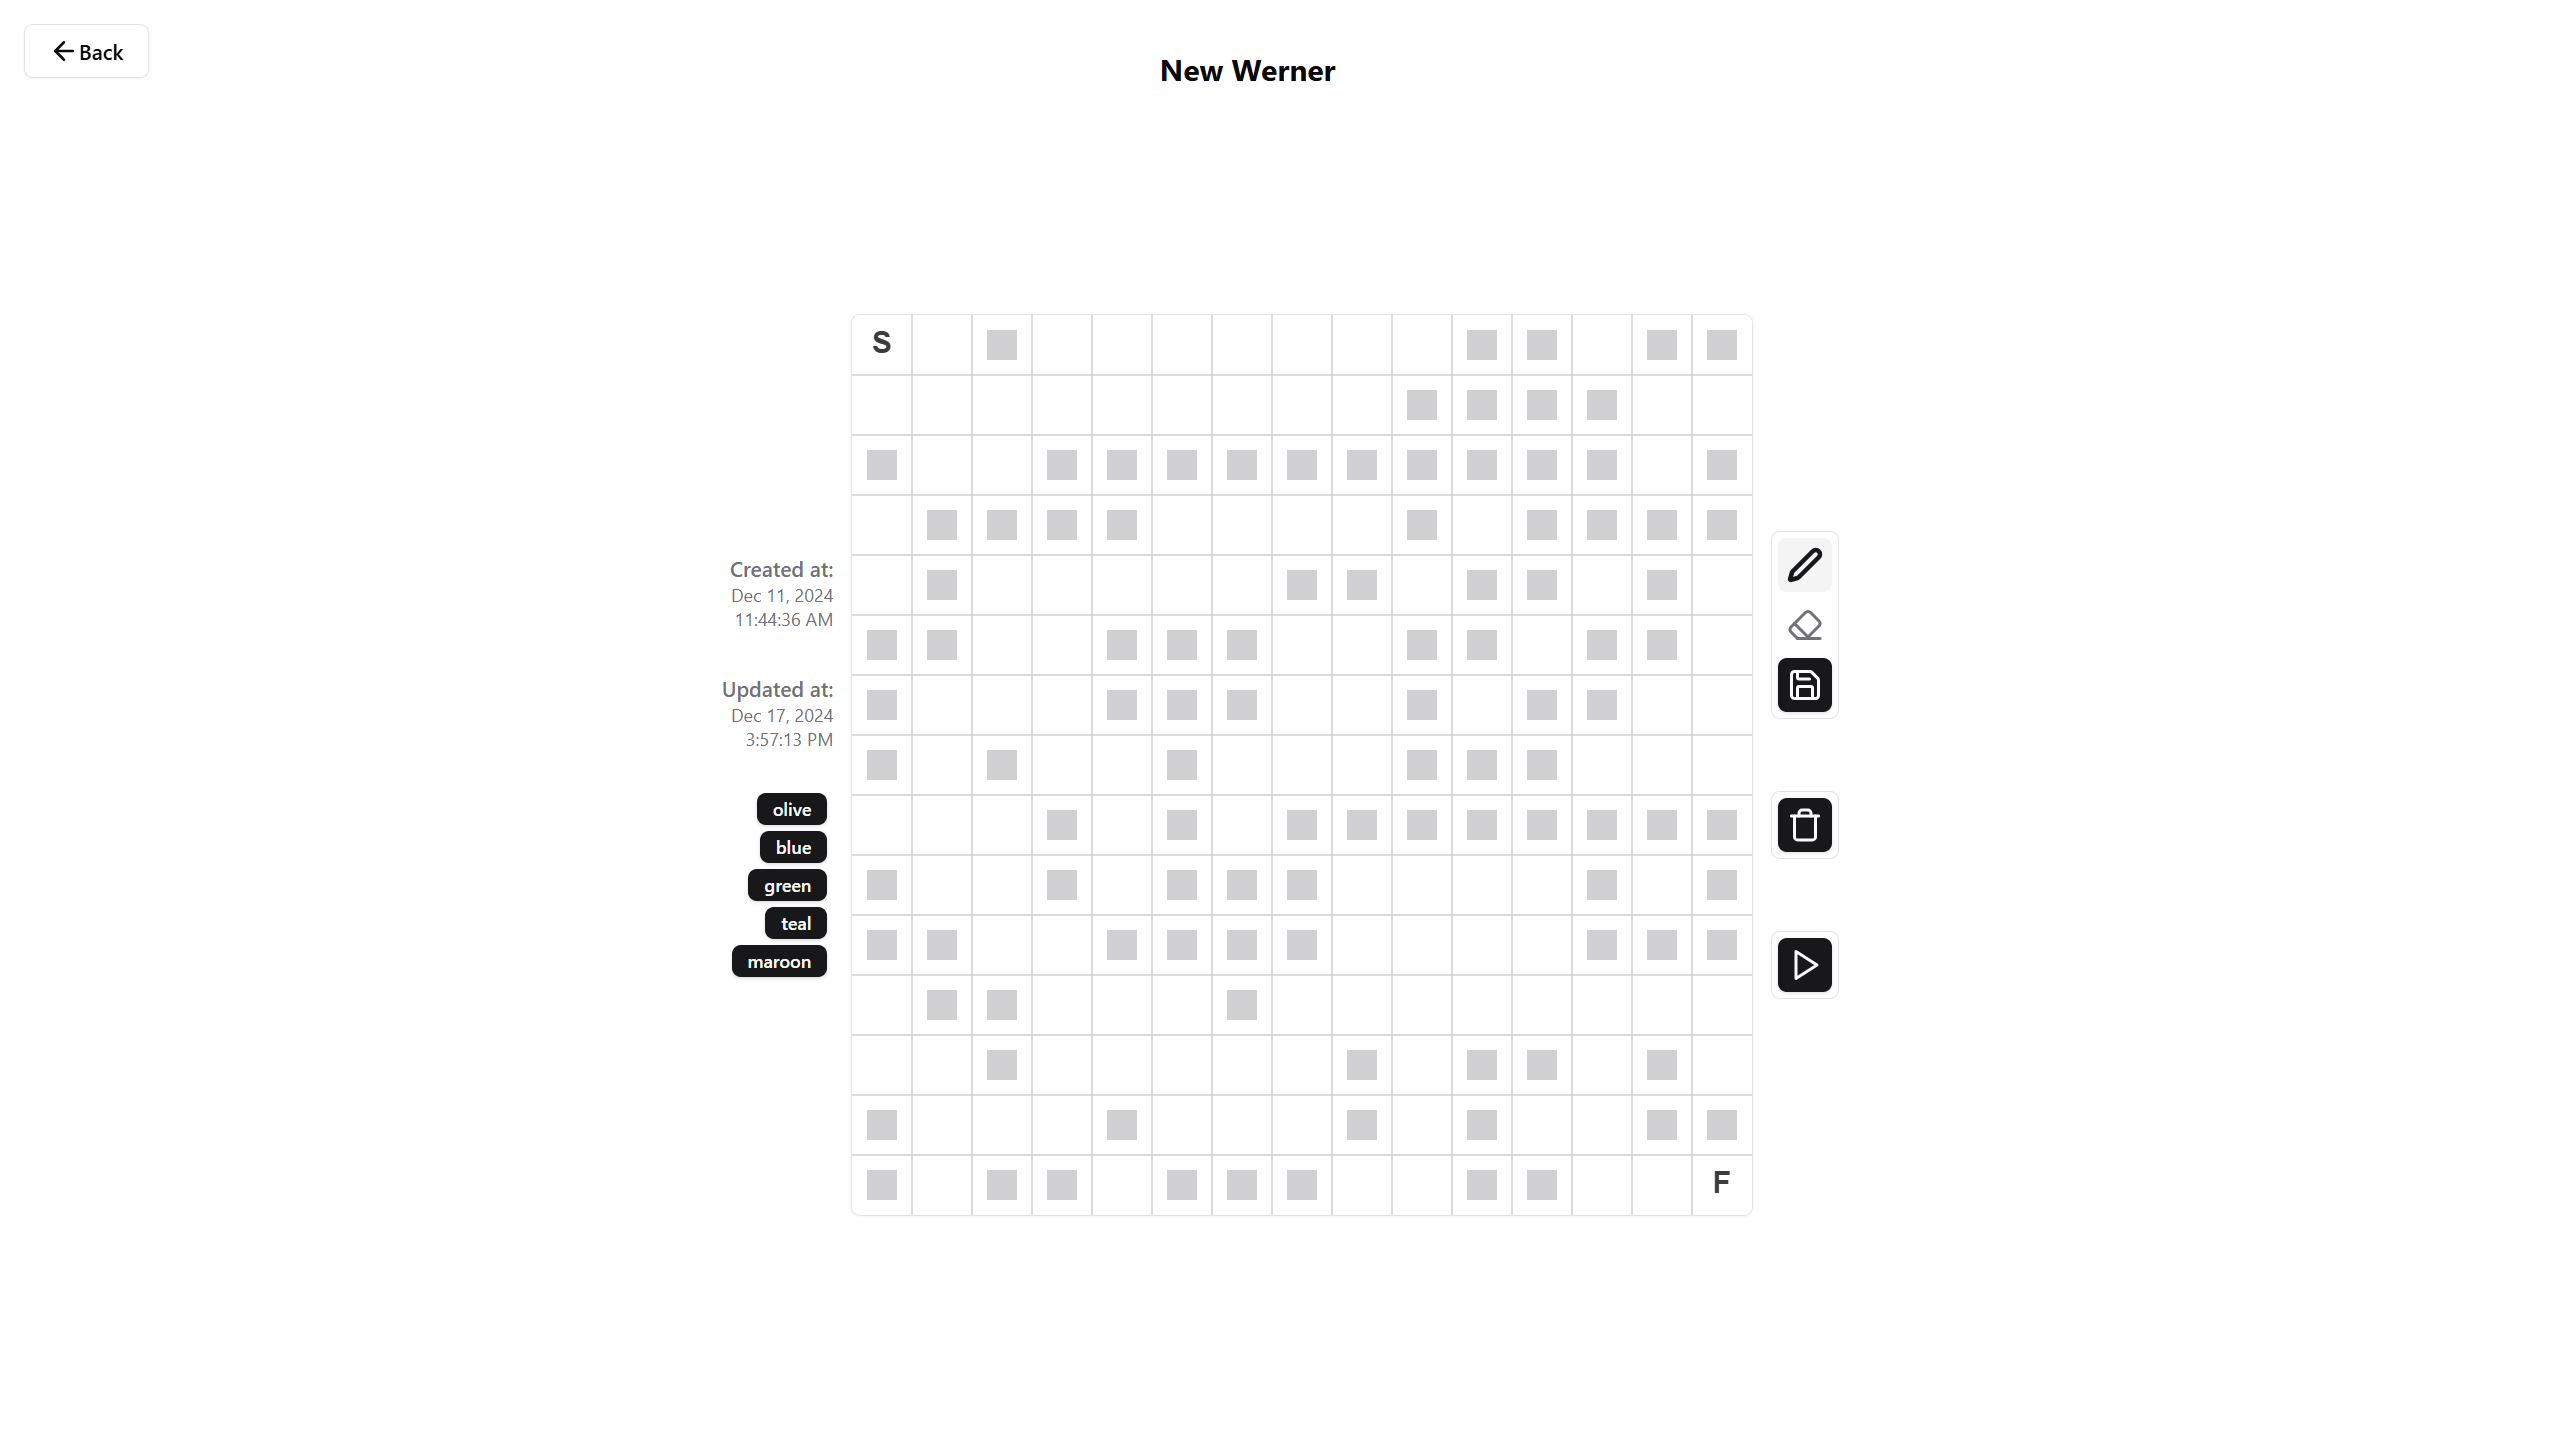 Back
New Werner
S
Created at:
Dec 11, 2024
11:44:36 AM
Updated at:
Dec 17, 2024
3:57:13 PM
olive
blue
green
teal
maroon
F